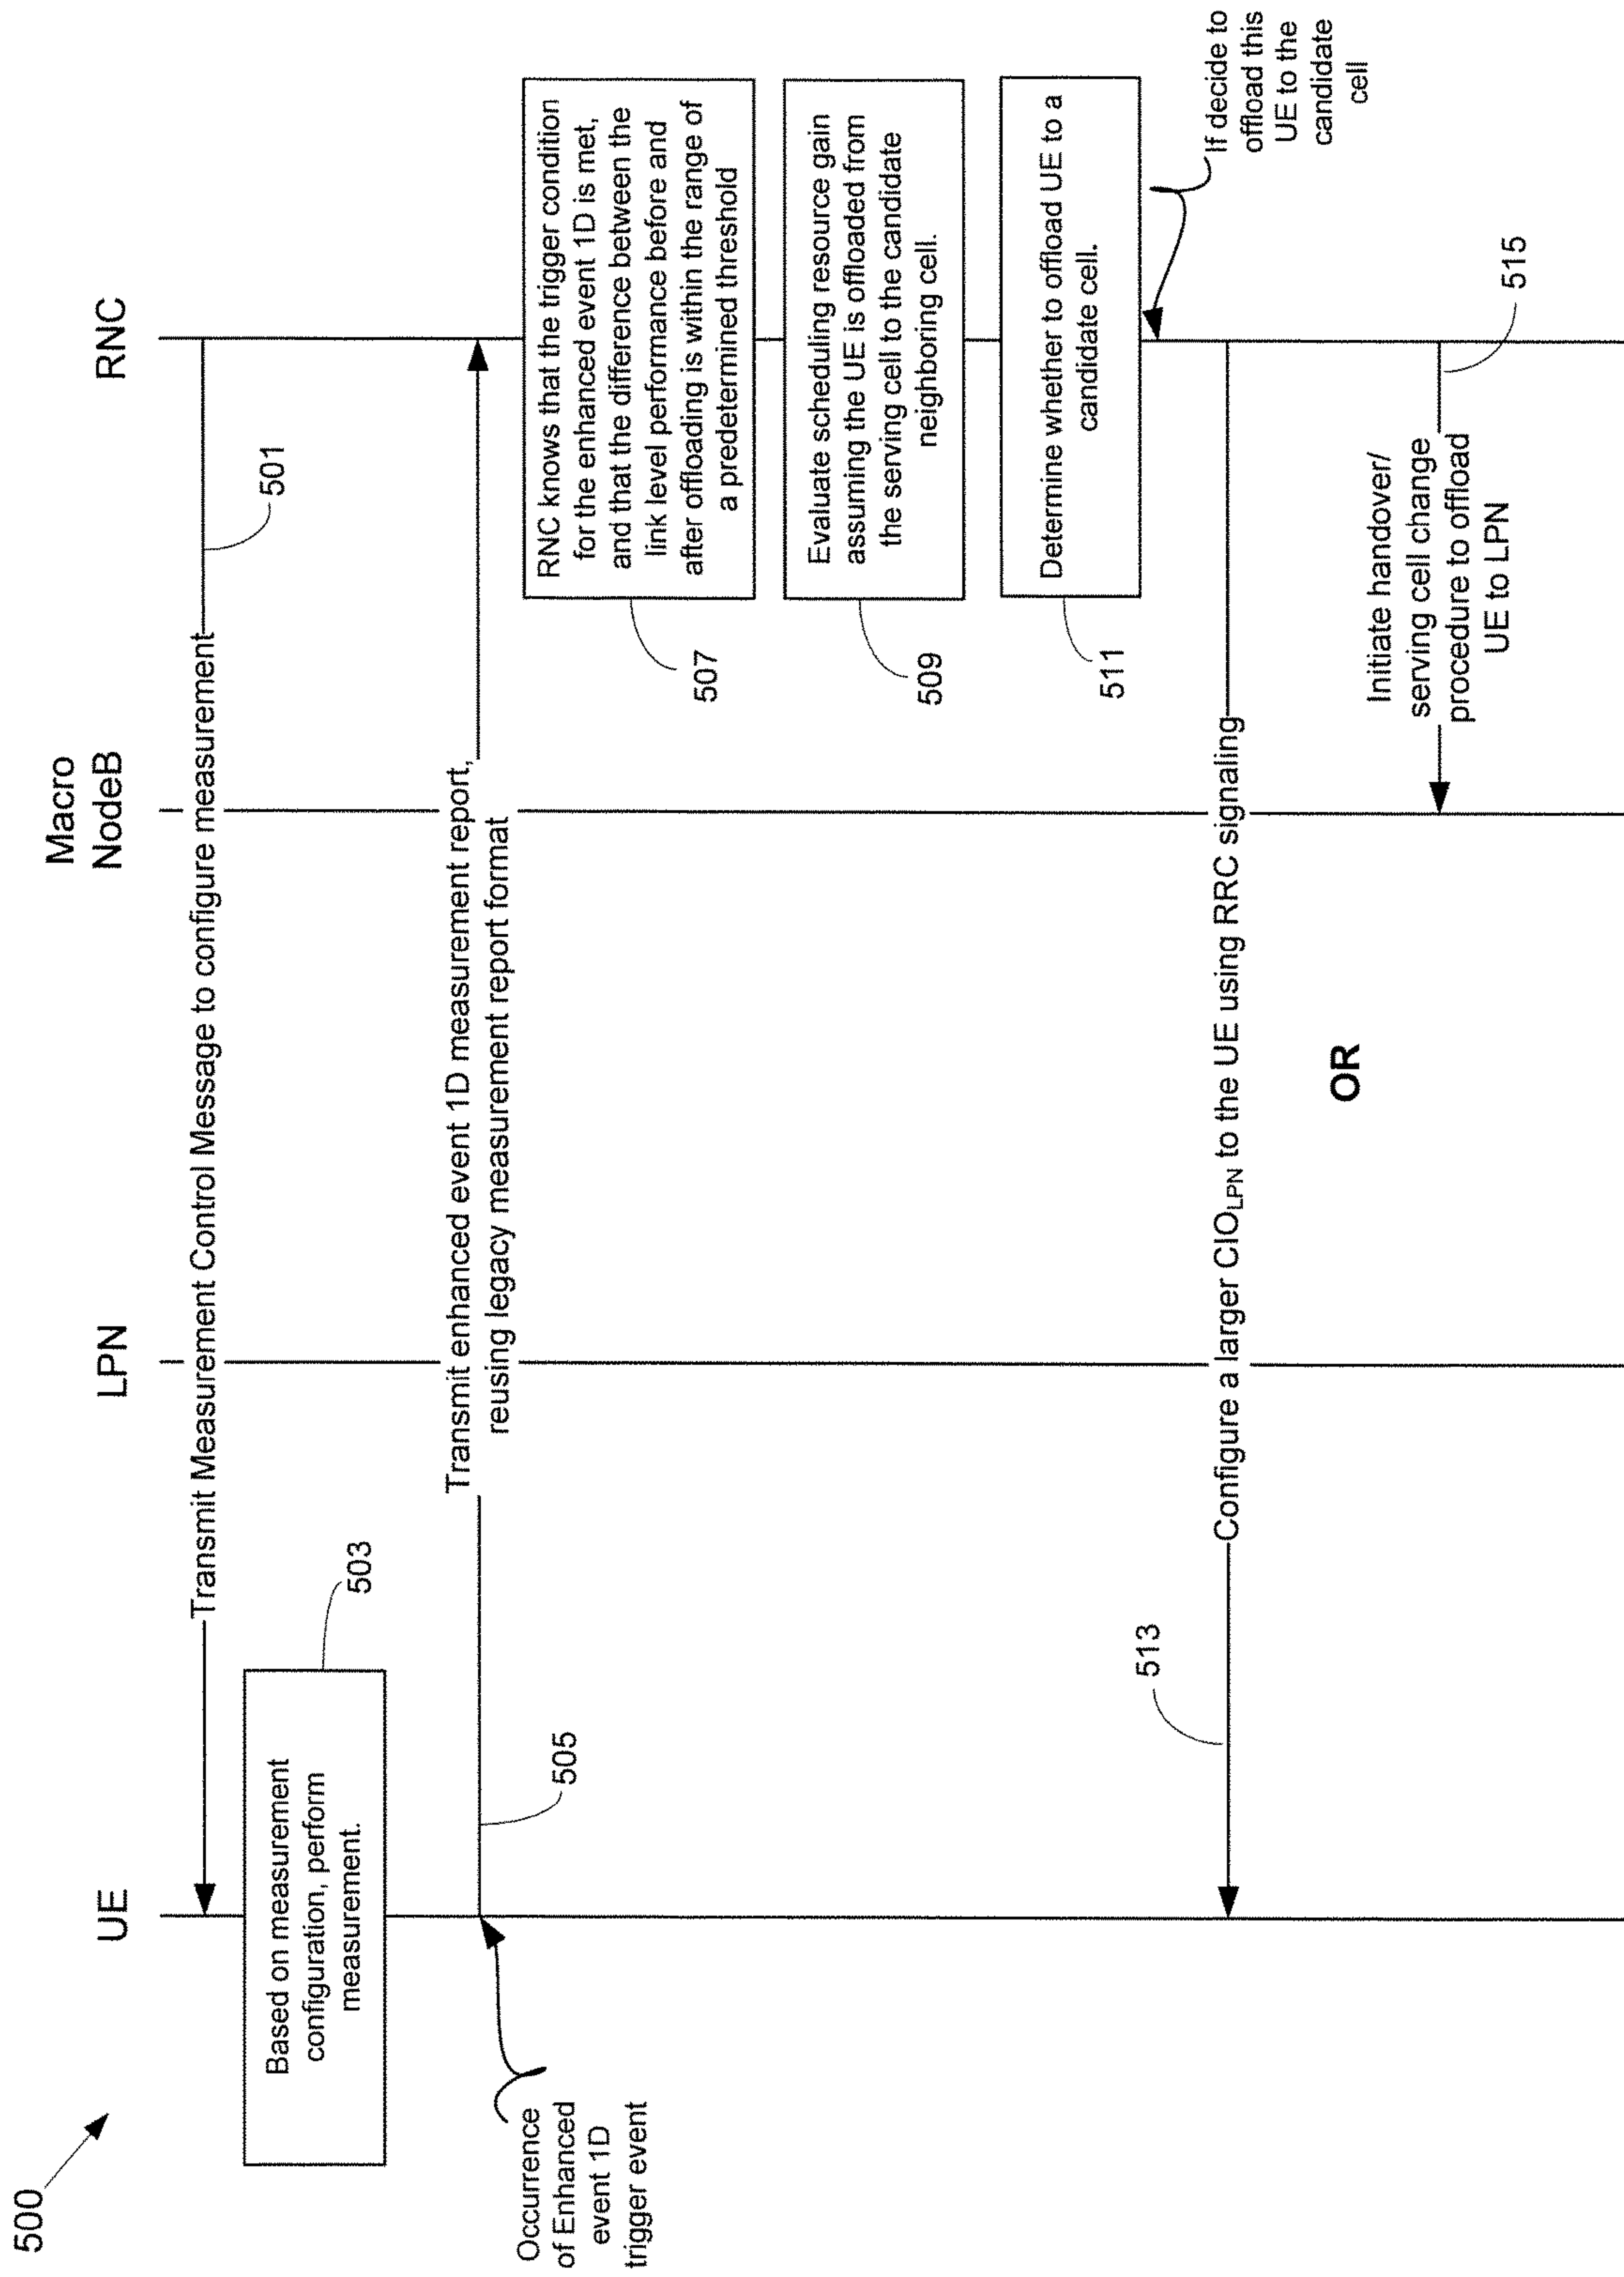 500
UE
LPN
Macro
NodeB
RNC
Transmit Measurement Control Message to configure measurement
501
Based on measurement
configuration, perform
measurement.
503
Occurrence
of Enhanced
event 1D
trigger event
Transmit enhanced event 1D measurement report,
reusing legacy measurement report format
505
RNC knows that the trigger condition
for the enhanced event 1D is met,
and that the difference between the
link level performance before and
after offloading is within the range of
a predetermined threshold
507
Evaluate scheduling resource gain
assuming the UE is offloaded from
the serving cell to the candidate
neighboring cell.
509
Determine whether to offload UE to a
candidate cell.
511
If decide to
offload this
UE to the
candidate
cell
513
Configure a larger CIOLPN to the UE using RRC signaling
OR
Initiate handover/
serving cell change
procedure to offload
UE to LPN
515